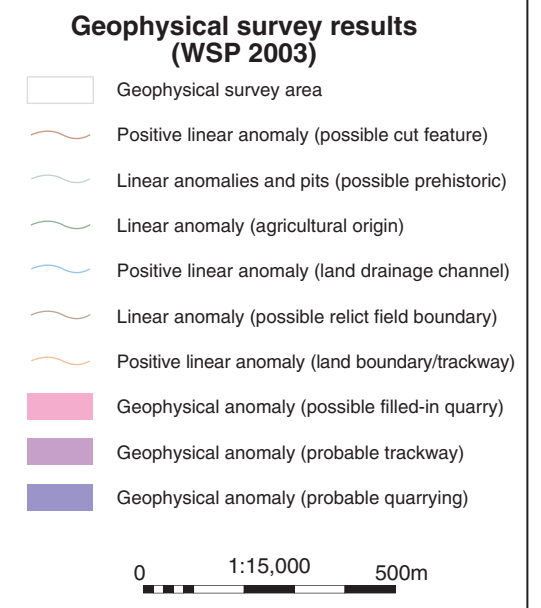 Geophysical survey results
(WSP 2003)
Geophysical survey area
Positive linear anomaly (possible cut feature)
Linear anomalies and pits (possible prehistoric)
Linear anomaly (agricultural origin)
Positive linear anomaly (land drainage channel)
Linear anomaly (possible relict field boundary)
Positive linear anomaly (land boundary/trackway)
Geophysical anomaly (possible filled-in quarry)
Geophysical anomaly (probable trackway)
Geophysical anomaly (probable quarrying)
0 1:15,000 500m